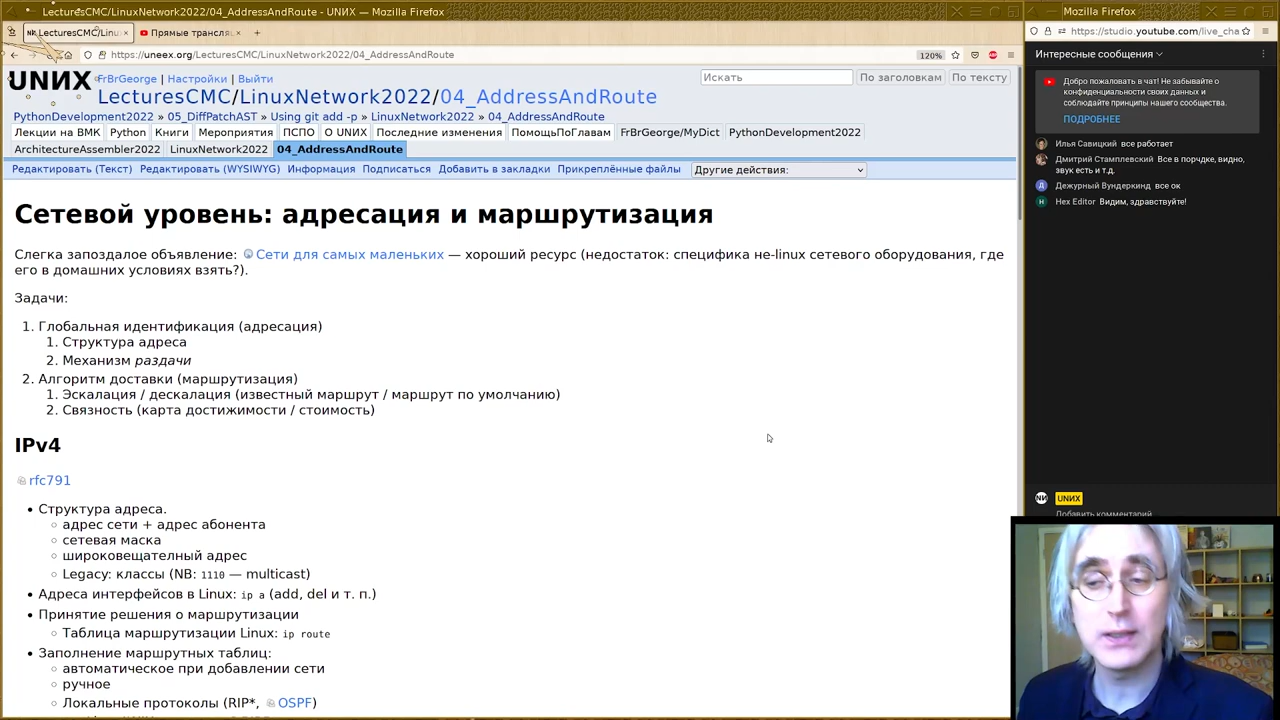 LecturesCMC/LinuxNetwork2022/04_AddressAndRoute - UNИX — Mozilla Firefox
Mozilla Firefox
LecturesCMC/Linu
Прямые трансляц
https://studio.youtube.com/live_cha
https://uneex.org/LecturesCMC/LinuxNetwork2022/04_AddressAndRoute
120%
Интересные сообщения
UNИX
FrBrGeorge | Настройки | Выйти
Искать
По заголовкам
По тексту
LecturesCMC/LinuxNetwork2022/04_AddressAndRoute
PythonDevelopment2022 » 05_DiffPatchAST » Using git add -p » LinuxNetwork2022 » 04_AddressAndRoute
Лекции на ВМК Python Книги Мероприятия ПСПО О UNИX Последние изменения ПомощьПоГлавам FrBrGeorge/MyDict PythonDevelopment2022
ArchitectureAssembler2022 LinuxNetwork2022 04_AddressAndRoute
Редактировать (Текст) Редактировать (WYSIWYG) Информация Подписаться Добавить в закладки Прикреплённые файлы Другие действия:
Сетевой уровень: адресация и маршрутизация
Слегка запоздалое объявление: Сети для самых маленьких — хороший ресурс (недостаток: специфика не-linux сетевого оборудования, где
его в домашних условиях взять?).
Задачи:
1. Глобальная идентификация (адресация)
1. Структура адреса
2. Механизм раздачи
2. Алгоритм доставки (маршрутизация)
1. Эскалация / дескалация (известный маршрут / маршрут по умолчанию)
2. Связность (карта достижимости / стоимость)
IPv4
rfc791
• Структура адреса.
◦ адрес сети + адрес абонента
◦ сетевая маска
◦ широковещателный адрес
◦ Legacy: классы (NB: 1110 — multicast)
• Адреса интерфейсов в Linux: ip a (add, del и т. п.)
• Принятие решения о маршрутизации
◦ Таблица маршрутизации Linux: ip route
• Заполнение маршрутных таблиц:
◦ автоматическое при добавлении сети
◦ ручное
◦ Локальные протоколы (RIP*, OSPF)
Добро пожаловать в чат! Не забывайте о
конфиденциальности своих данных и
соблюдайте принципы нашего сообщества.
ПОДРОБНЕЕ
Илья Савицкий все работает
Дмитрий Стамплевский Все в порчдке, видно,
звук есть и т.д.
Дежурный Вундеркинд все ок
Hex Editor Видим, здравствуйте!
UNИX
Добавить комментарий